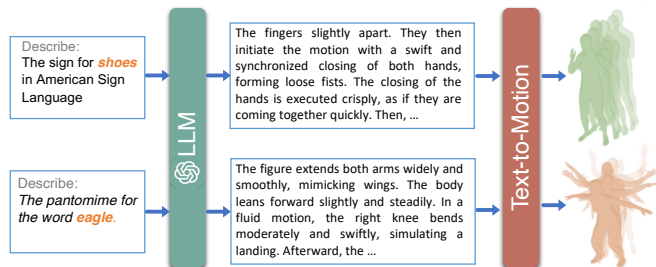 Describe:
The sign for shoes
in American Sign
Language
LLM
The fingers slightly apart. They then
initiate the motion with a swift and
synchronized closing of both hands,
forming loose fists. The closing of the
hands is executed crisply, as if they are
coming together quickly. Then, ...
Text-to-Motion
Describe:
The pantomime for
the word eagle.
The figure extends both arms widely and
smoothly, mimicking wings. The body
leans forward slightly and steadily. In a
fluid motion, the right knee bends
moderately and swiftly, simulating a
landing. Afterward, the ...